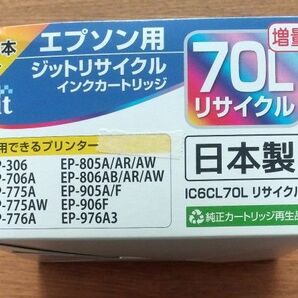 本
エプソン用
ジットリサイクル
インクカートリッジ
it
70L
増量
リサイクル
用できるプリンター
P-306
EP-805A/AR/AW
P-706A
EP-806AB/AR/AW
P-775A
EP-905A/F
P-775AW
EP-906F
P-776A
EP-976A3
日本製
IC6CL70L リサイクル
純正カートリッジ再生品